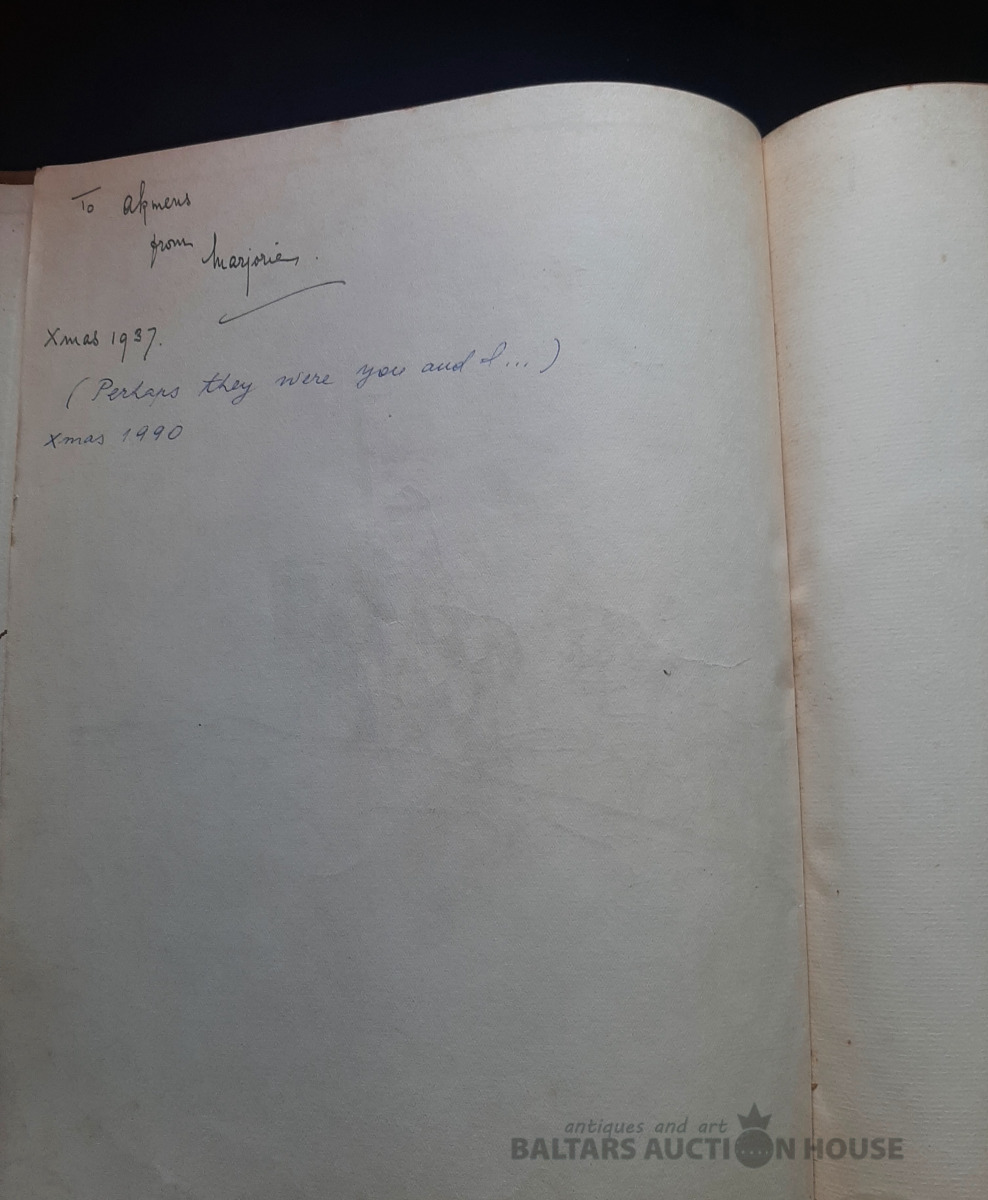 To Akmens
from Marjorie.
Xmas 1937.
(Perhaps they were you and I...)
Xmas 1990
antiques and art
BALTARS AUCTION HOUSE